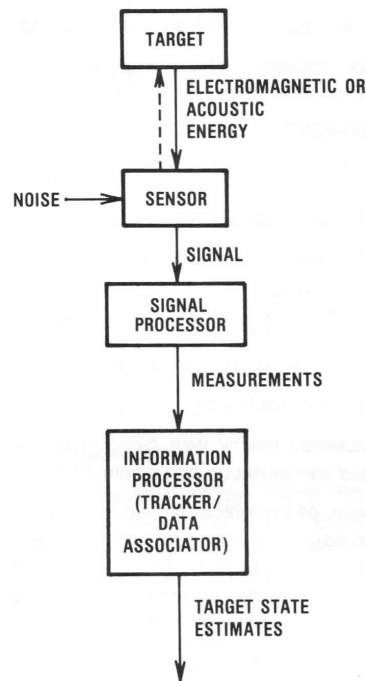 TARGET
ELECTROMAGNETIC OR
ACOUSTIC
ENERGY
NOISE
SENSOR
SIGNAL
SIGNAL
PROCESSOR
MEASUREMENTS
INFORMATION
PROCESSOR
(TRACKER/
DATA
ASSOCIATOR)
TARGET STATE
ESTIMATES